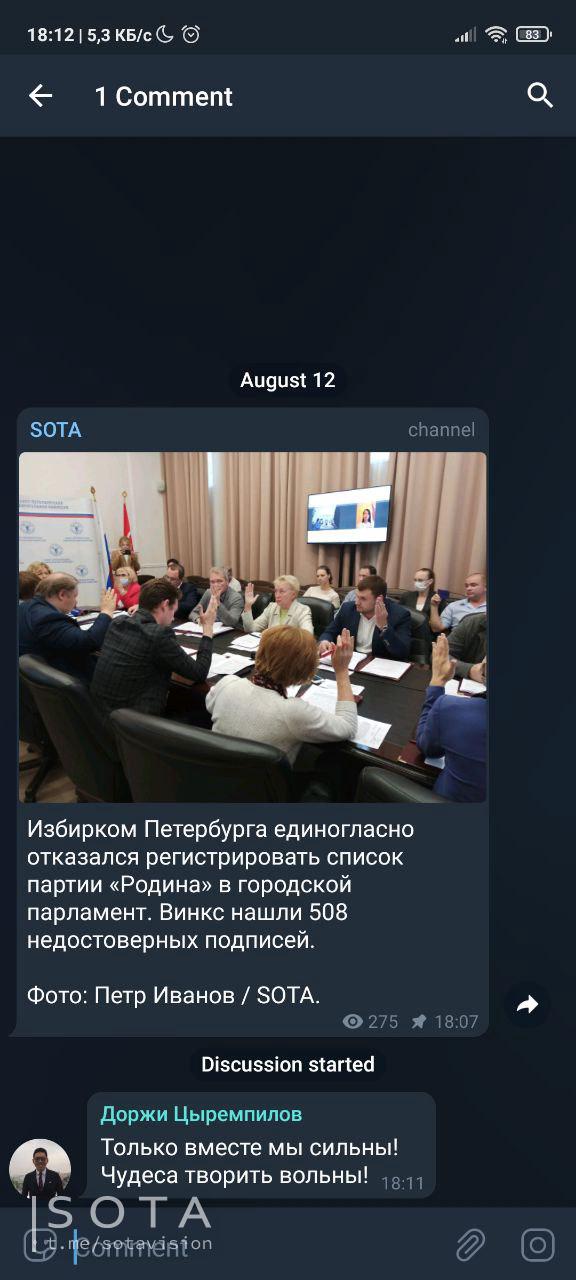 18:12 | 5,3 КБ/с
83
1 Comment
August 12
SOTA
channel
Избирком Петербурга единогласно
отказался регистрировать список
партии «Родина» в городской
парламент. Винкс нашли 508
недостоверных подписей.
Фото: Петр Иванов / SOTA.
275
18:07
Discussion started
Доржи Цыремпилов
Только вместе мы сильны!
Чудеса творить вольны!
18:11
SOTA
t.me/sotavision
Comment